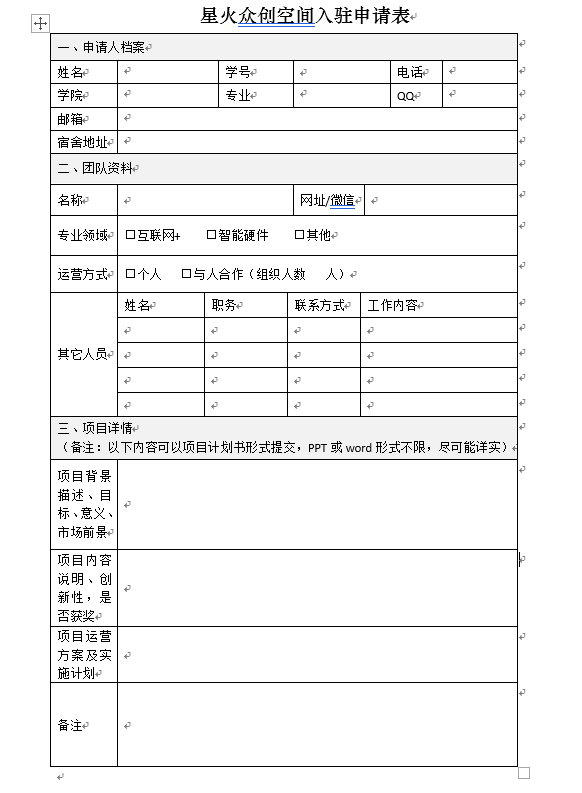 星火众创空间入驻申请表
一、申请人档案
姓名 学号 电话
学院 专业 QQ
邮箱
宿舍地址
二、团队资料
名称 网址/微信
专业领域 □互联网+ □智能硬件 □其他
运营方式 □个人 □与人合作（组织人数 人）
其它人员
姓名 职务 联系方式 工作内容
三、项目详情
（备注：以下内容可以项目计划书形式提交，PPT 或 word 形式不限，尽可能详实）
项目背景
描述、目
标、意义、
市场前景
项目内容
说明、创
新性，是
否获奖
项目运营
方案及实
施计划
备注